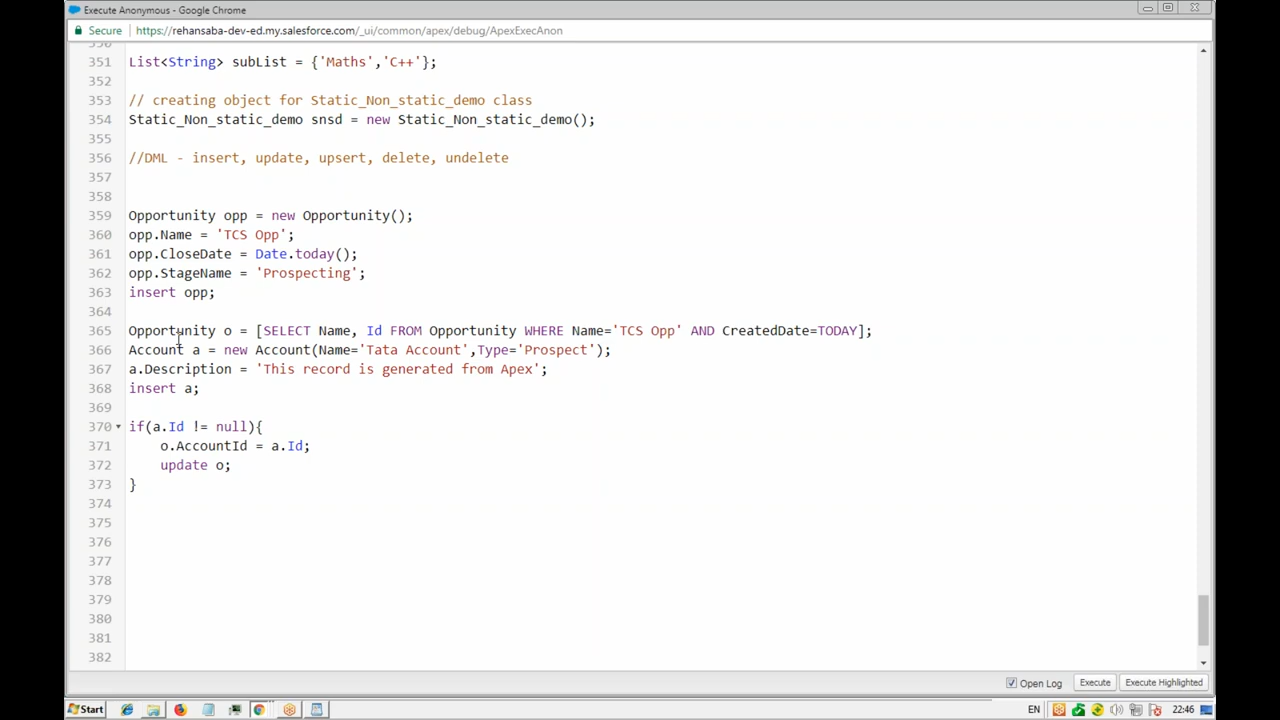 Execute Anonymous - Google Chrome
Secure https://rehansaba-dev-ed.my.salesforce.com/_ui/common/apex/debug/ApexExecAnon
350
351 List<String> subList = {'Maths','C++'};
352
353 // creating object for Static_Non_static_demo class
354 Static_Non_static_demo snsd = new Static_Non_static_demo();
355
356 //DML - insert, update, upsert, delete, undelete
357
358
359 Opportunity opp = new Opportunity();
360 opp.Name = 'TCS Opp';
361 opp.CloseDate = Date.today();
362 opp.StageName = 'Prospecting';
363 insert opp;
364
365 Opportunity o = [SELECT Name, Id FROM Opportunity WHERE Name='TCS Opp' AND CreatedDate=TODAY];
366 Account a = new Account(Name='Tata Account',Type='Prospect');
367 a.Description = 'This record is generated from Apex';
368 insert a;
369
370 if(a.Id != null){
371 o.AccountId = a.Id;
372 update o;
373 }
374
375
376
377
378
379
380
381
382
Open Log Execute Execute Highlighted
Start EN 22:46